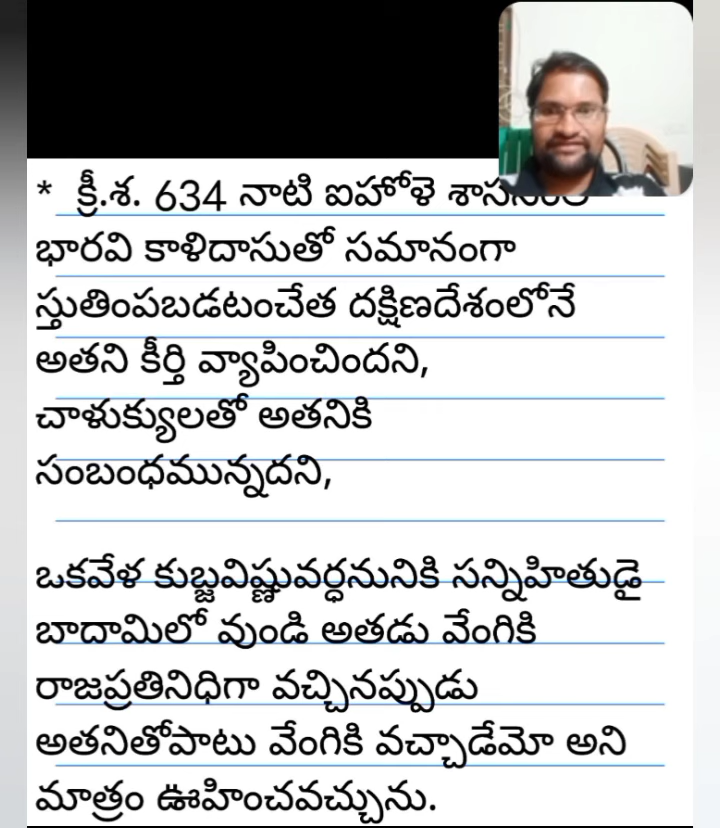 * క్రీ.శ. 634 నాటి ఐహోళె
భారవి కాళిదాసుతో సమానంగా
స్తుతింపబడటంచేత దక్షిణదేశంలోనే
అతని కీర్తి వ్యాపించిందని,
చాళుక్యులతో అతనికి
సంబంధమున్నదని,
ఒకవేళ కుబ్జవిష్ణువర్ధనునికి సన్నిహితుడై
బాదామిలో వుండి అతడు వేంగికి
రాజప్రతినిధిగా వచ్చినప్పుడు
అతనితోపాటు వేంగికి వచ్చాడేమో అని
మాత్రం ఊహించవచ్చును.